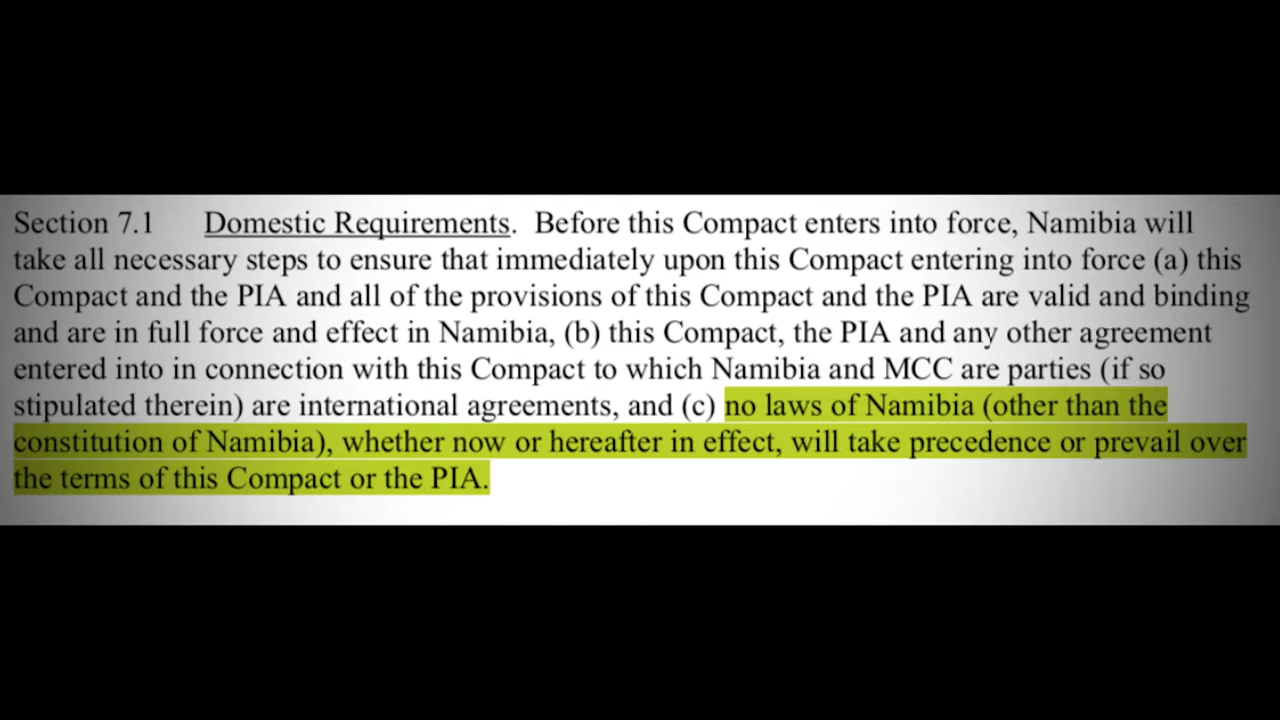 Section 7.1 Domestic Requirements. Before this Compact enters into force, Namibia will
take all necessary steps to ensure that immediately upon this Compact entering into force (a) this
Compact and the PIA and all of the provisions of this Compact and the PIA are valid and binding
and are in full force and effect in Namibia, (b) this Compact, the PIA and any other agreement
entered into in connection with this Compact to which Namibia and MCC are parties (if so
stipulated therein) are international agreements, and (c) no laws of Namibia (other than the
constitution of Namibia), whether now or hereafter in effect, will take precedence or prevail over
the terms of this Compact or the PIA.